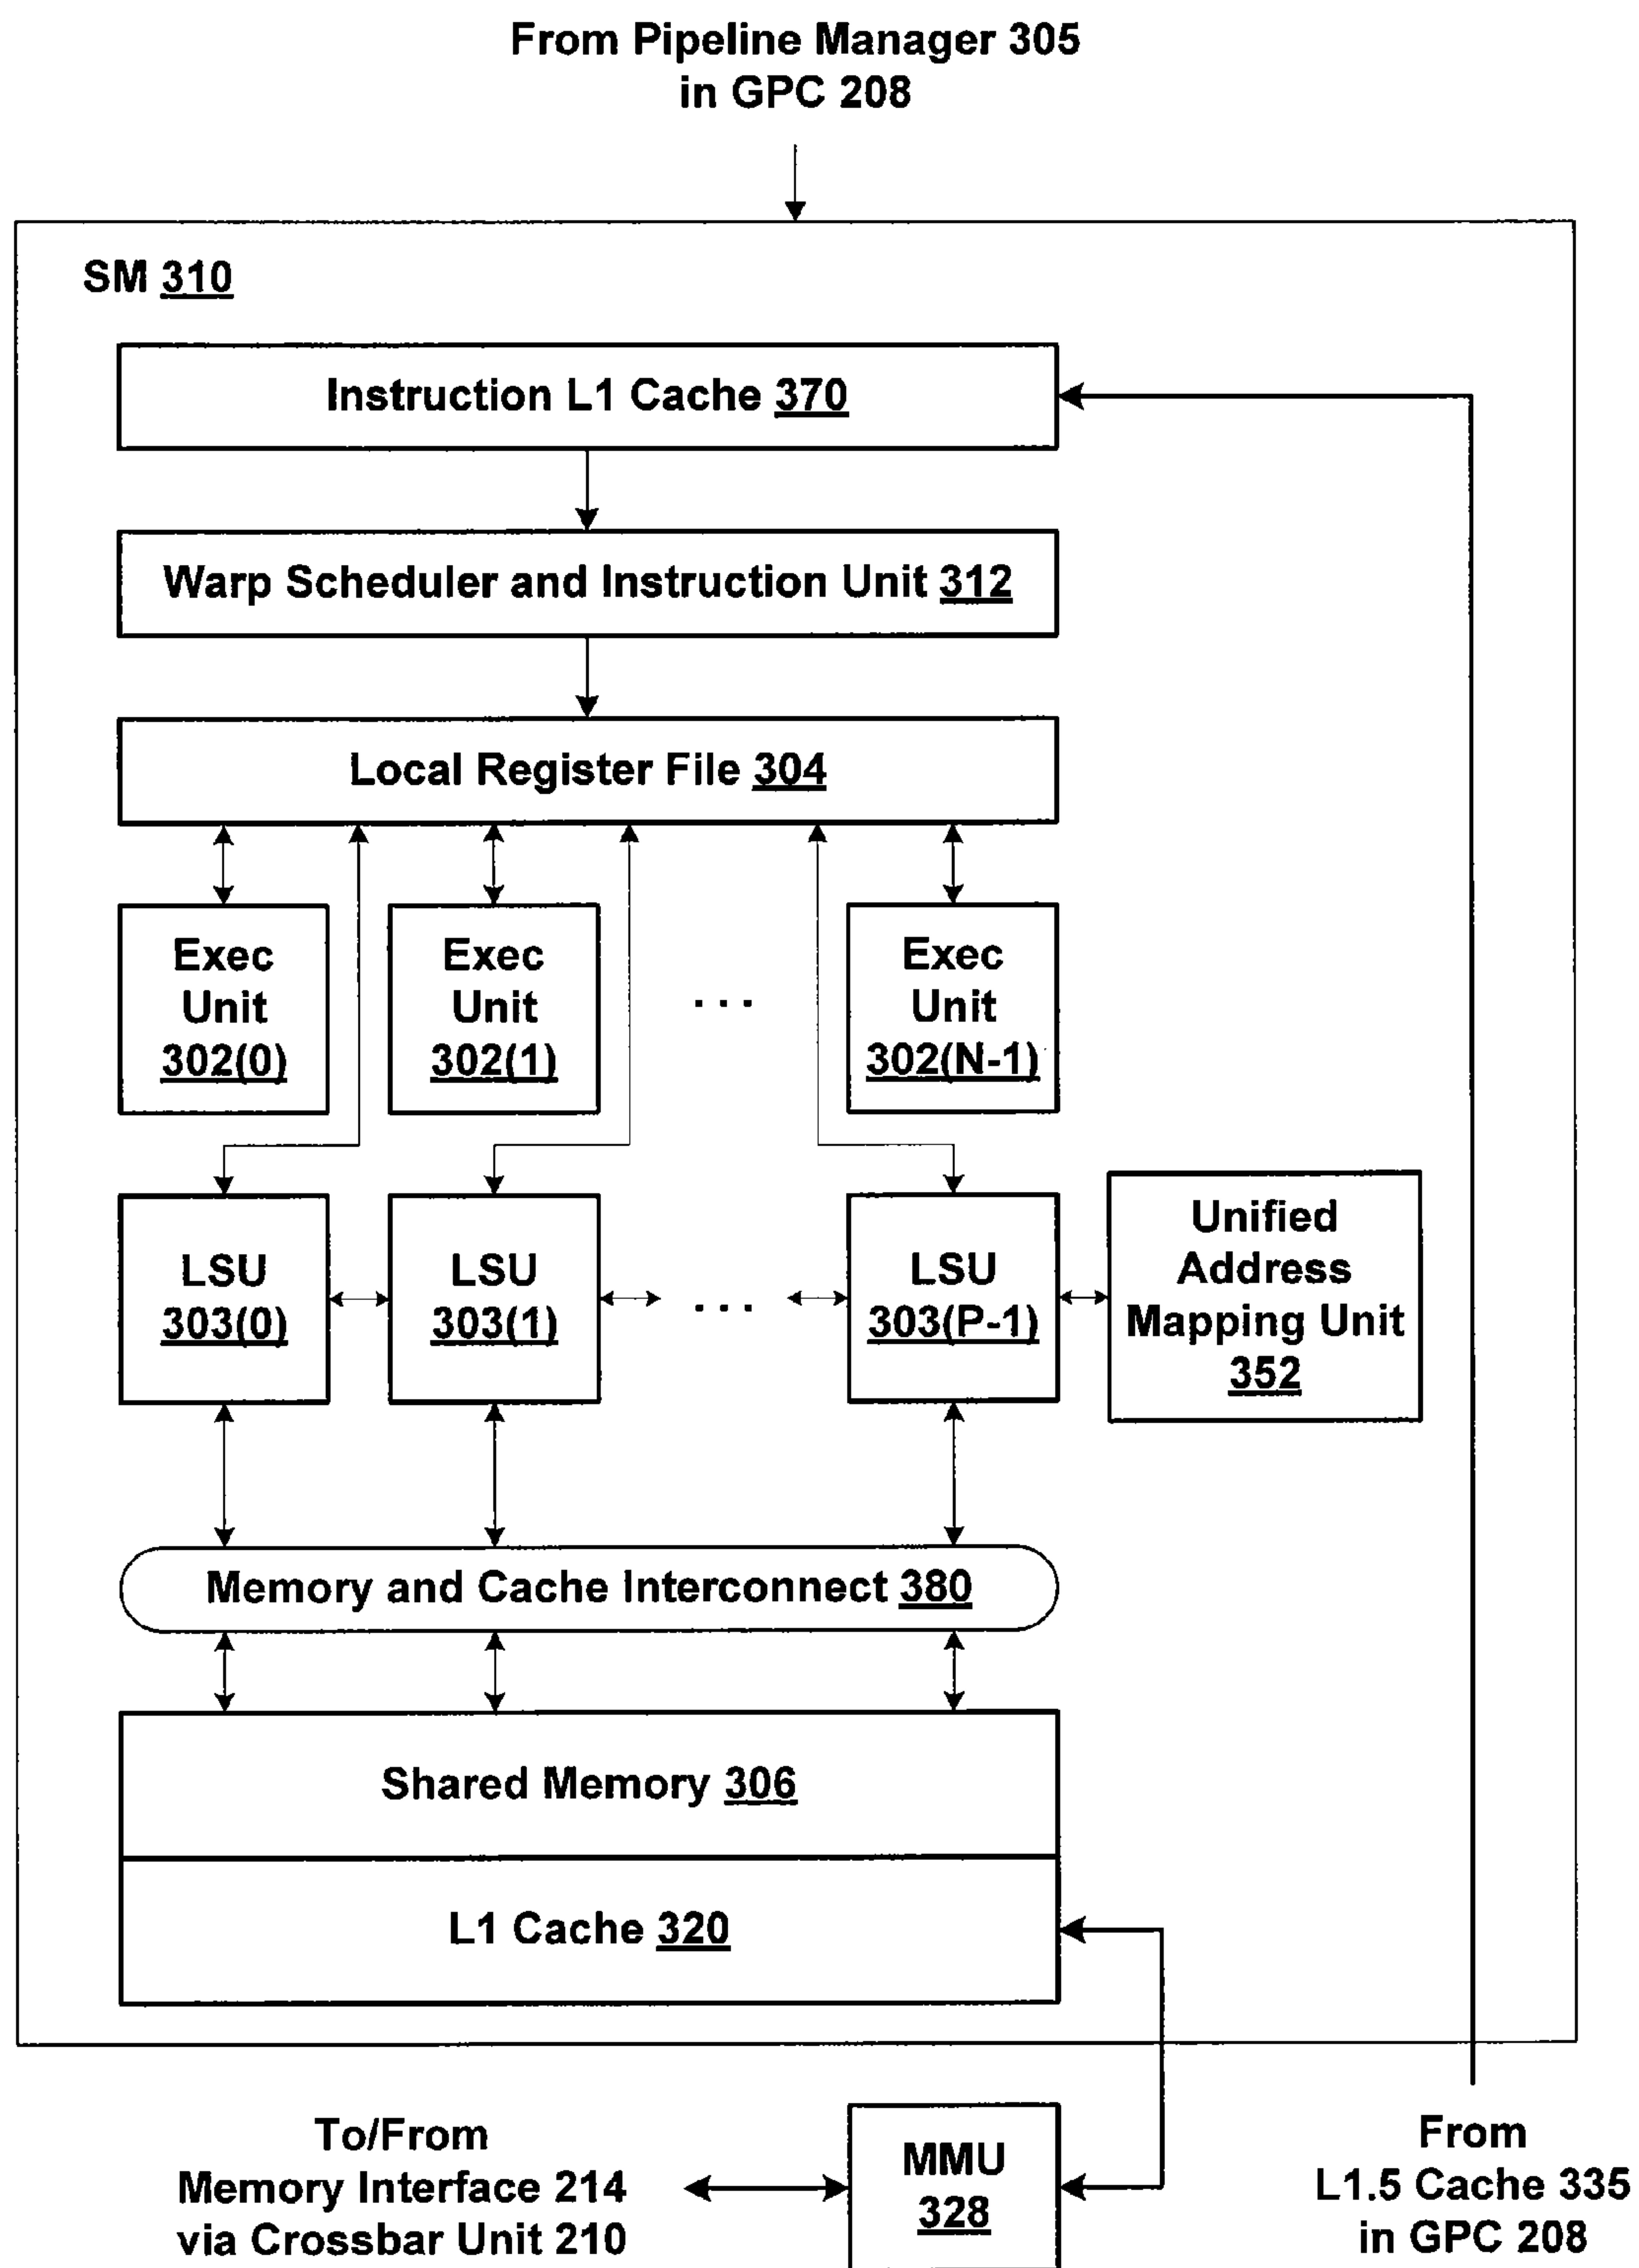 From Pipeline Manager 305
in GPC 208
SM 310
Instruction L1 Cache 370
Warp Scheduler and Instruction Unit 312
Local Register File 304
Exec
Unit
302(0)
Exec
Unit
302(1)
. . .
Exec
Unit
302(N-1)
LSU
303(0)
LSU
303(1)
. . .
LSU
303(P-1)
Unified
Address
Mapping Unit
352
Memory and Cache Interconnect 380
Shared Memory 306
L1 Cache 320
To/From
Memory Interface 214
via Crossbar Unit 210
MMU
328
From
L1.5 Cache 335
in GPC 208